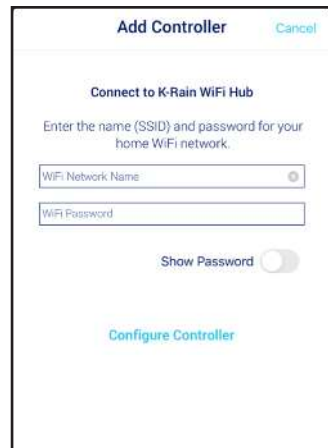 Add Controller Cancel
Connect to K-Rain WiFi Hub
Enter the name (SSID) and password for your
home WiFi network.
WiFi Network Name
WiFi Password
Show Password
Configure Controller